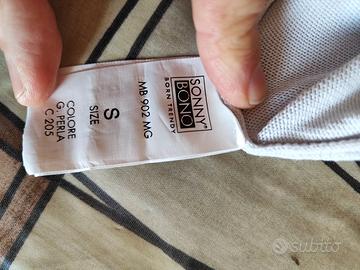 SONNY
BONO®
BORN TRENDY
MB 902 MG
S
SIZE
COLORE
G. PERLA
C 205
subito